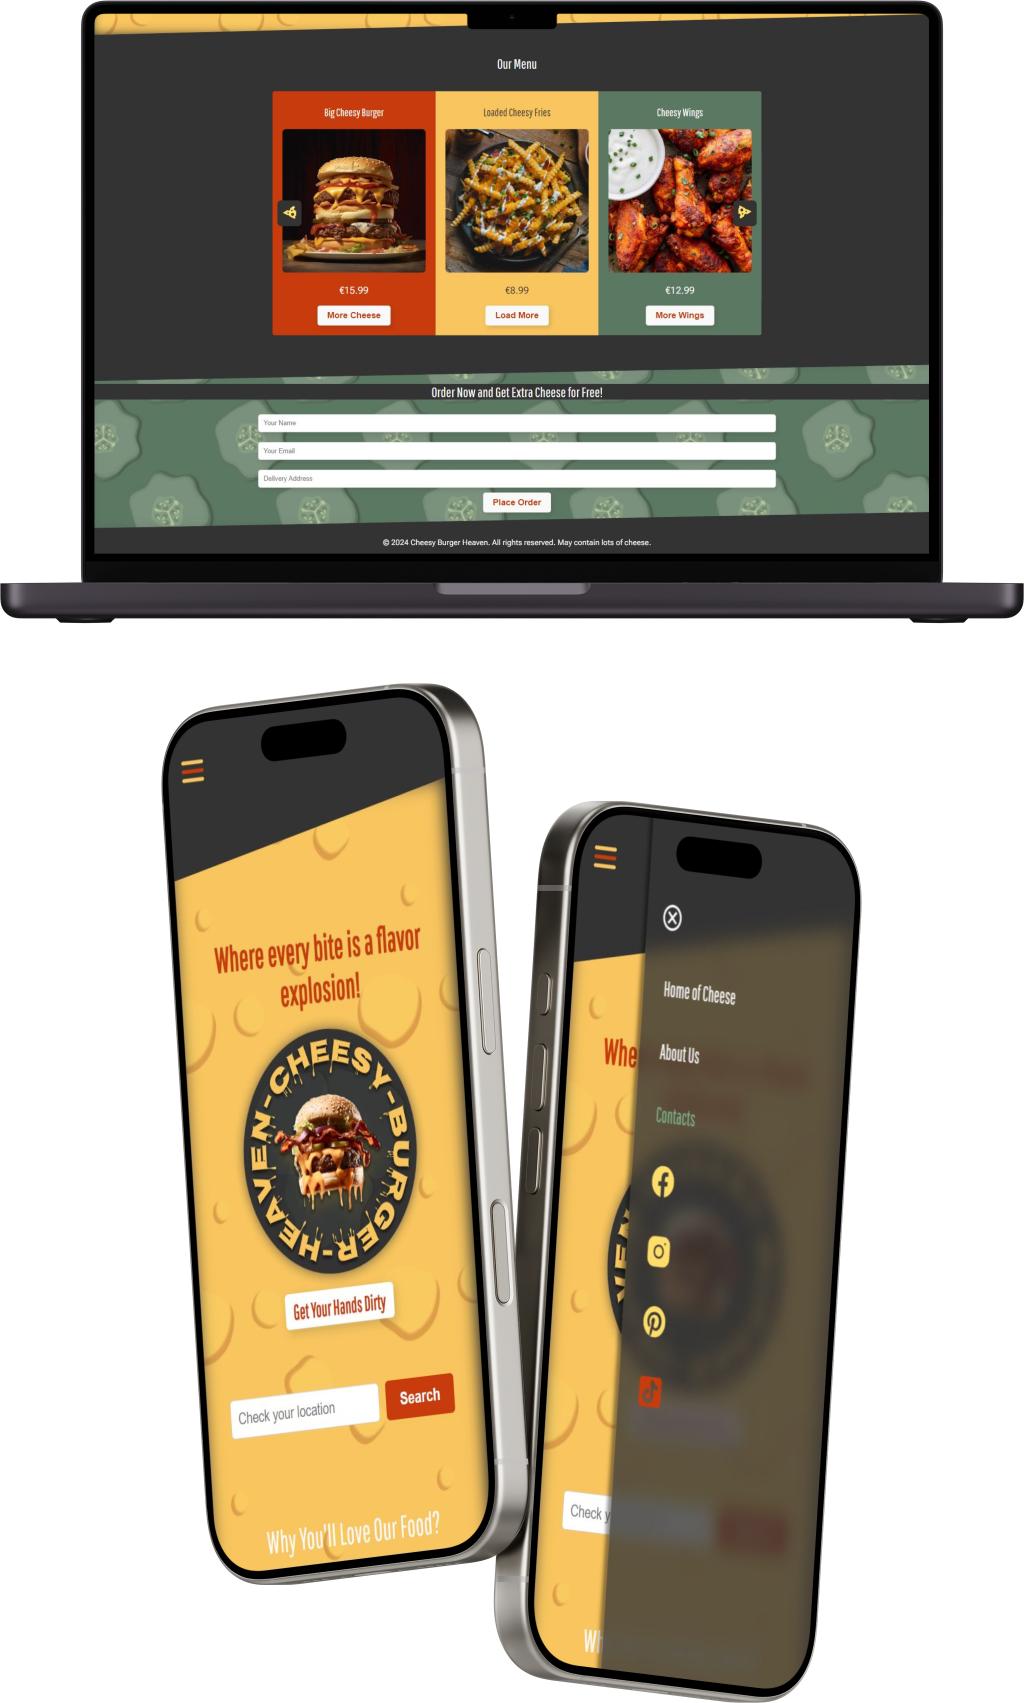 Our Menu
Big Cheesy Burger
Loaded Cheesy Fries
Cheesy Wings
€15.99
€8.99
€12.99
More Cheese
Load More
More Wings
Order Now and Get Extra Cheese for Free!
Your Name
Your Email
Delivery Address
Place Order
© 2024 Cheesy Burger Heaven. All rights reserved. May contain lots of cheese.
Where every bite is a flavor
explosion!
CHEESY-BURGER-HEAVEN-
Get Your Hands Dirty
Check your location
Search
Why You'll Love Our Food?
Home of Cheese
Whe
About Us
Contacts
VEN
Check y
Wh